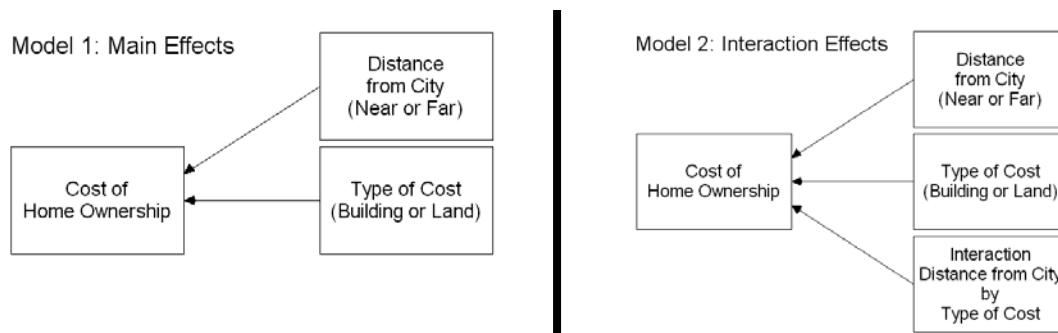 Model 1: Main Effects
Distance
from City
(Near or Far)
Cost of
Home Ownership
Type of Cost
(Building or Land)
Model 2: Interaction Effects
Distance
from City
(Near or Far)
Cost of
Home Ownership
Type of Cost
(Building or Land)
Interaction
Distance from City
by
Type of Cost